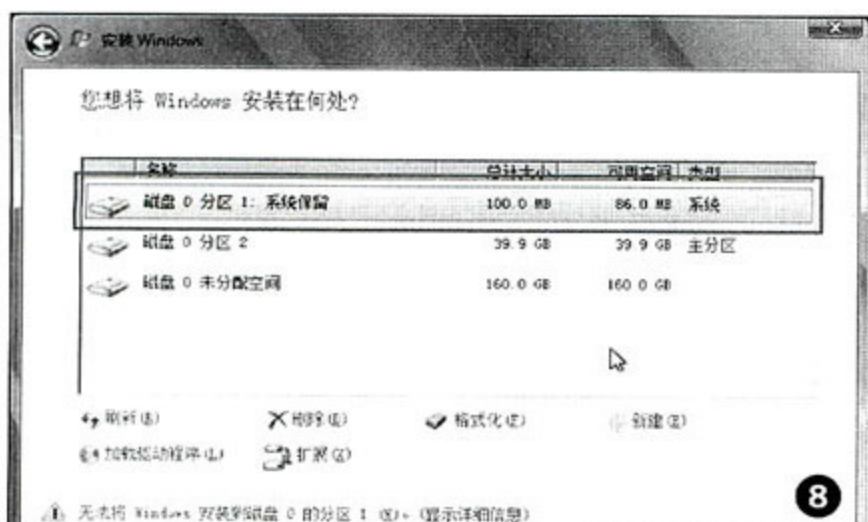 安装 Windows
您想将 Windows 安装在何处?
名称 总计大小 可用空间 类型
磁盘 0 分区 1: 系统保留 100.0 MB 86.0 MB 系统
磁盘 0 分区 2 39.9 GB 39.9 GB 主分区
磁盘 0 未分配空间 160.0 GB 160.0 GB
刷新(R) 删除(D) 格式化(F) 新建(E)
加载驱动程序(L) 扩展(X)
无法将 Windows 安装到磁盘 0 的分区 1 (W)。(显示详细信息)
8